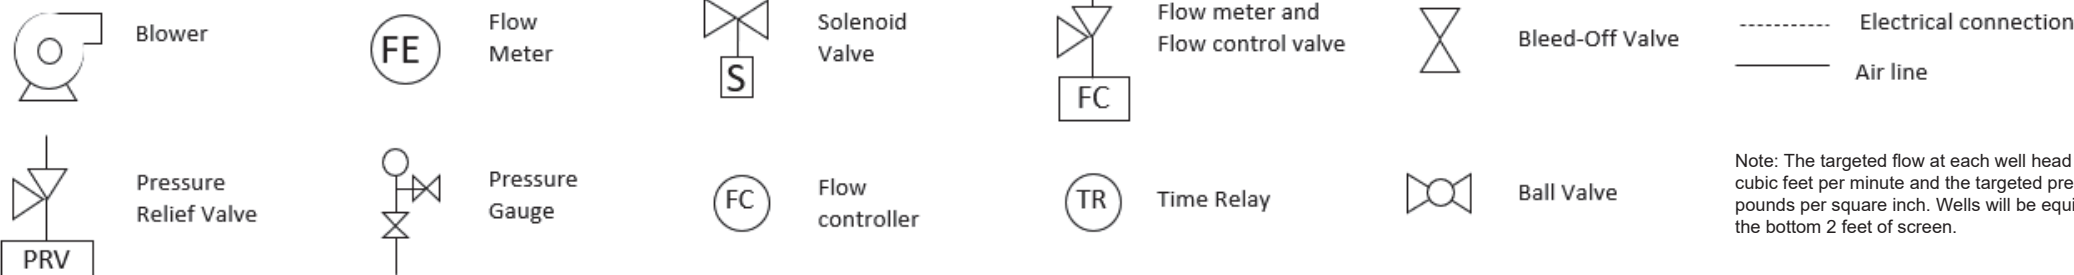 Blower
FE
Flow
Meter
S
Solenoid
Valve
FC
Flow meter and
Flow control valve
Bleed-Off Valve
Electrical connection
Air line
PRV
Pressure
Relief Valve
Pressure
Gauge
FC
Flow
controller
TR
Time Relay
Ball Valve
Note: The targeted flow at each well head
cubic feet per minute and the targeted
pounds per square inch. Wells will be
the bottom 2 feet of screen.